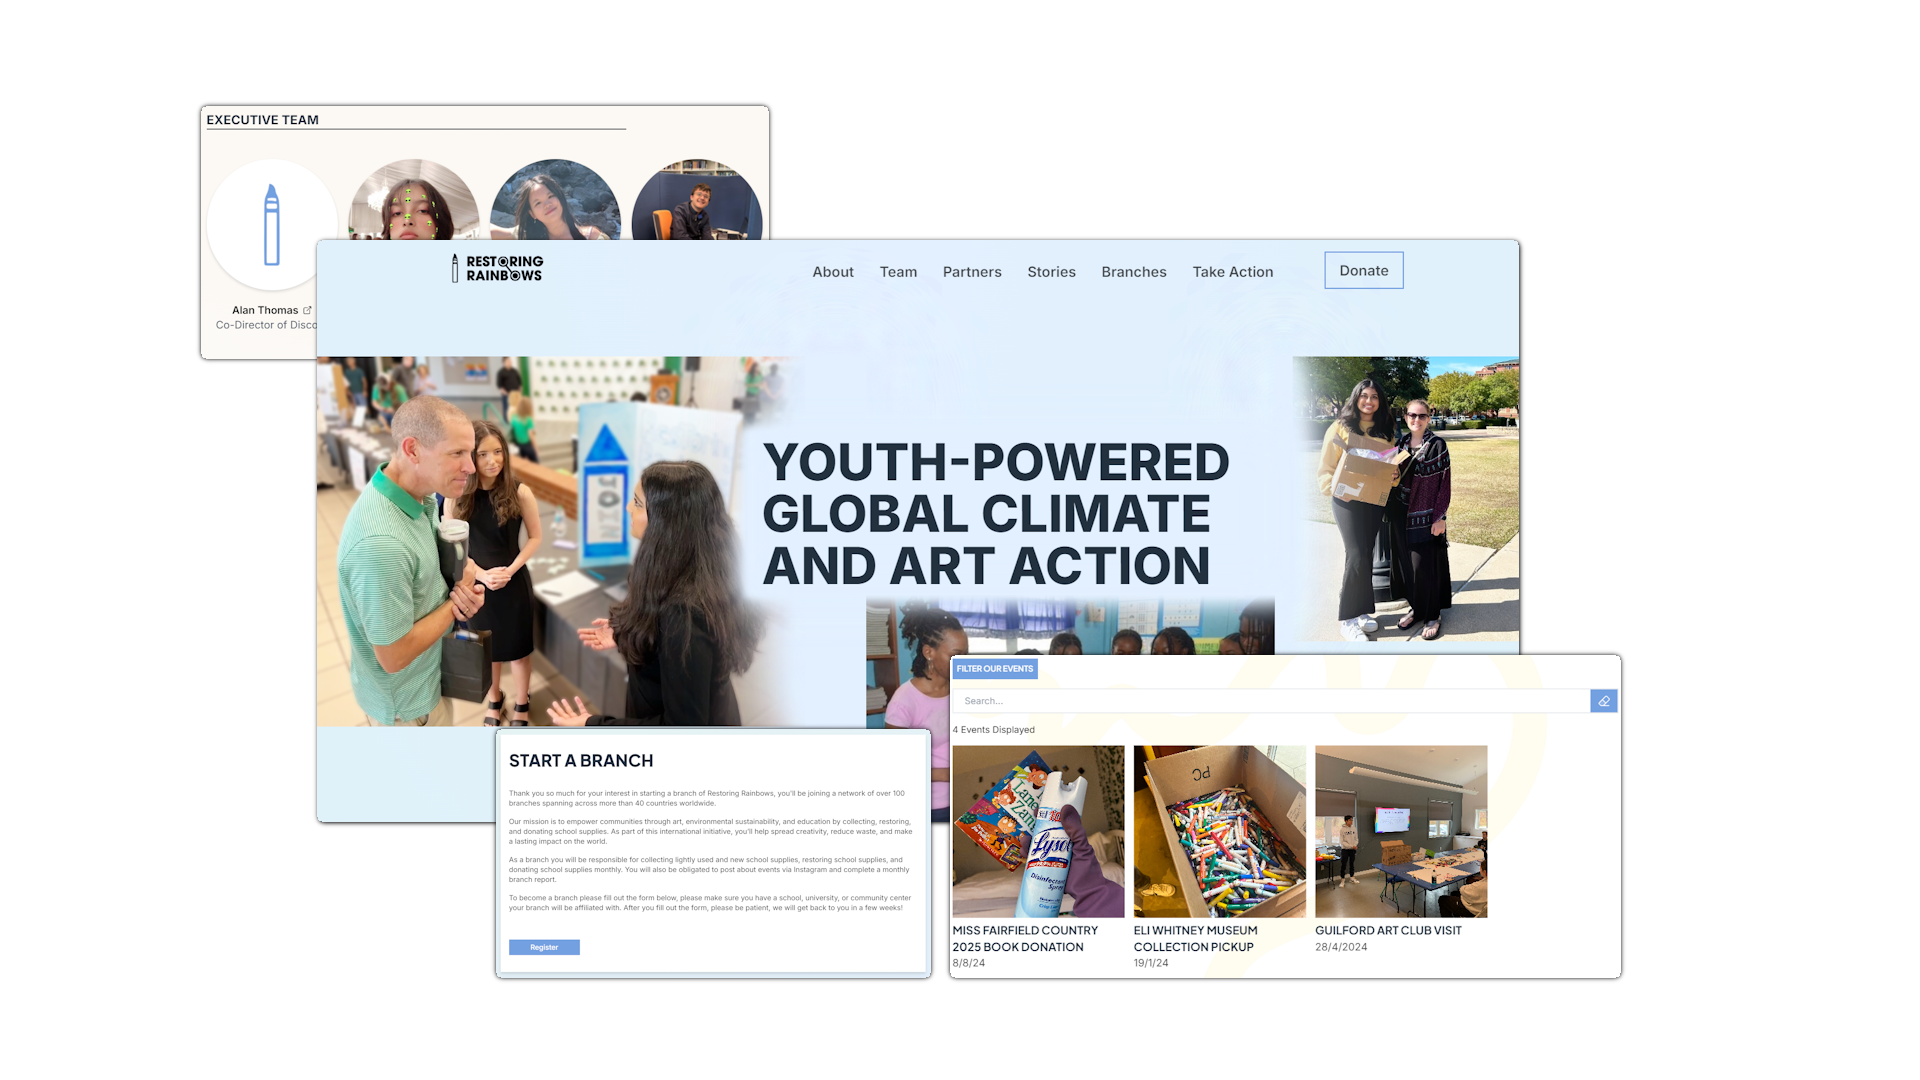 EXECUTIVE TEAM
Alan Thomas
Co-Director of Disco
RESTORING
RAINBOWS
About
Team
Partners
Stories
Branches
Take Action
Donate
YOUTH-POWERED
GLOBAL CLIMATE
AND ART ACTION
START A BRANCH
Thank you so much for your interest in starting a branch of Restoring Rainbows, you'll be joining a network of over 100
branches spanning across more than 40 countries worldwide.
Our mission is to empower communities through art, environmental sustainability, and education by collecting, restoring,
and donating school supplies. As part of this international initiative, you'll help spread creativity, reduce waste, and make
a lasting impact on the world.
As a branch you will be responsible for collecting lightly used and new school supplies, restoring school supplies, and
donating school supplies monthly. You will also be obligated to post about events via Instagram and complete a monthly
branch report.
To become a branch please fill out the form below, please make sure you have a school, university, or community center
your branch will be affiliated with. After you fill out the form, please be patient, we will get back to you in a few weeks!
Register
FILTER OUR EVENTS
Search...
4 Events Displayed
Lysol
Disinfectant
Spray
PC
MISS FAIRFIELD COUNTRY
2025 BOOK DONATION
8/8/24
ELI WHITNEY MUSEUM
COLLECTION PICKUP
19/1/24
GUILFORD ART CLUB VISIT
28/4/2024